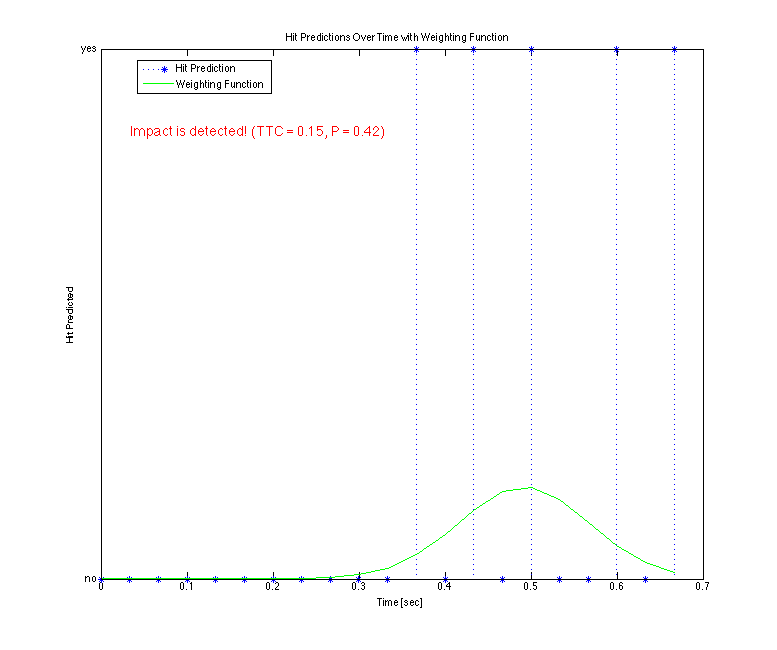 Hit Predictions Over Time with Weighting Function
yes
Hit Prediction
Weighting Function
Impact is detected! (TTC = 0.15, P = 0.42)
Hit Predicted
no
0 0.1 0.2 0.3 0.4 0.5 0.6 0.7
Time [sec]